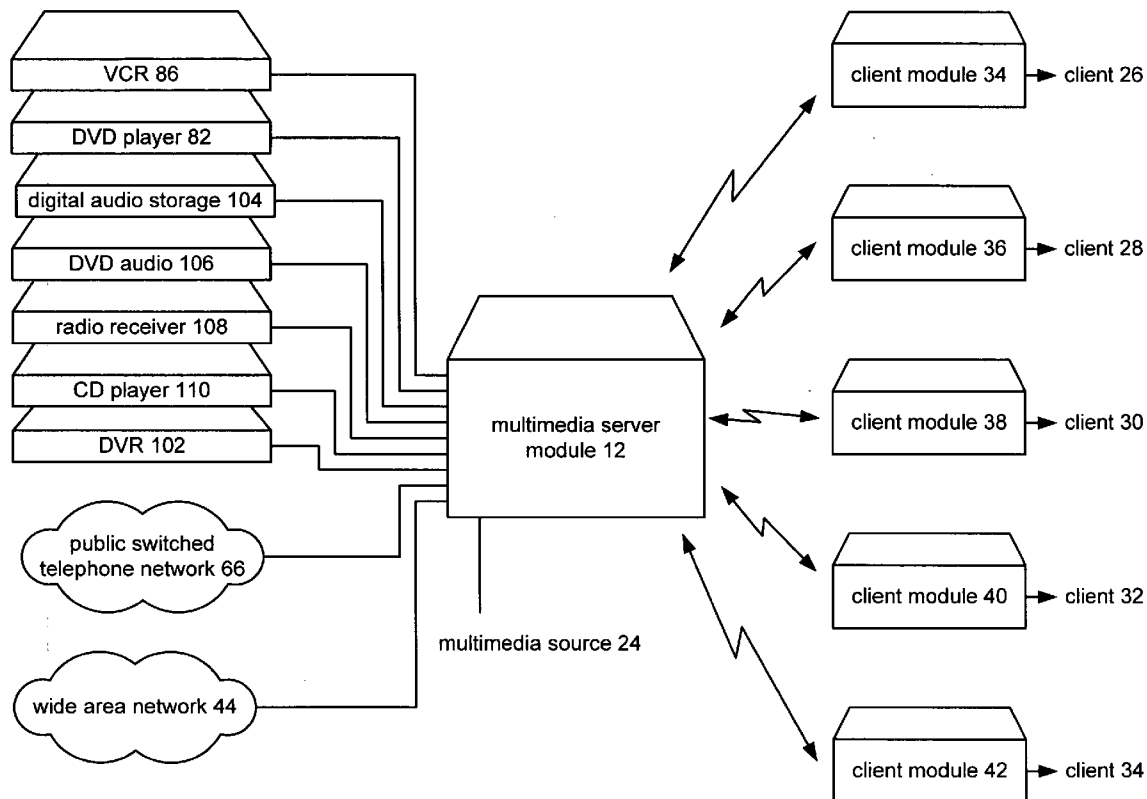 VCR 86
DVD player 82
digital audio storage 104
DVD audio 106
radio receiver 108
CD player 110
DVR 102
public switched
telephone network 66
wide area network 44
multimedia server
module 12
multimedia source 24
client module 34
client 26
client module 36
client 28
client module 38
client 30
client module 40
client 32
client module 42
client 34